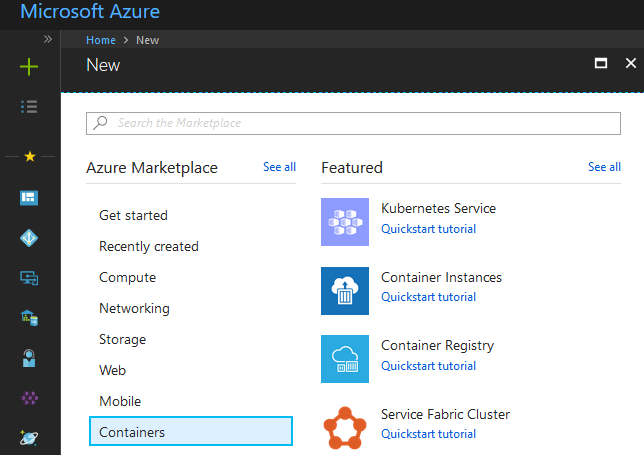 Microsoft Azure
Home > New
New
Search the Marketplace
Azure Marketplace See all
Get started
Recently created
Compute
Networking
Storage
Web
Mobile
Containers
Featured See all
Kubernetes Service
Quickstart tutorial
Container Instances
Quickstart tutorial
Container Registry
Quickstart tutorial
Service Fabric Cluster
Quickstart tutorial